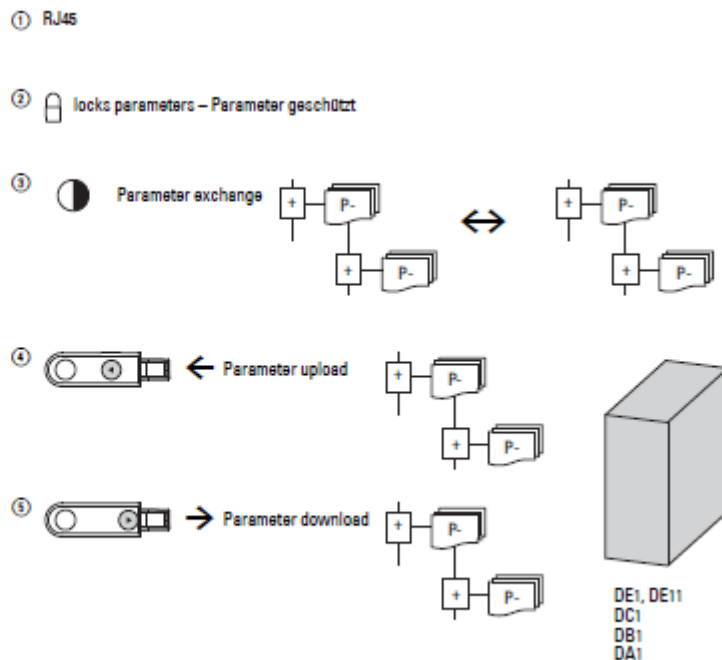 ① RJ45
② locks parameters – Parameter geschützt
③ Parameter exchange
+ P- + P-
+ P- + P-
④ Parameter upload
+ P-
+ P-
⑤ Parameter download
+ P-
+ P-
DE1, DE11
DC1
DB1
DA1